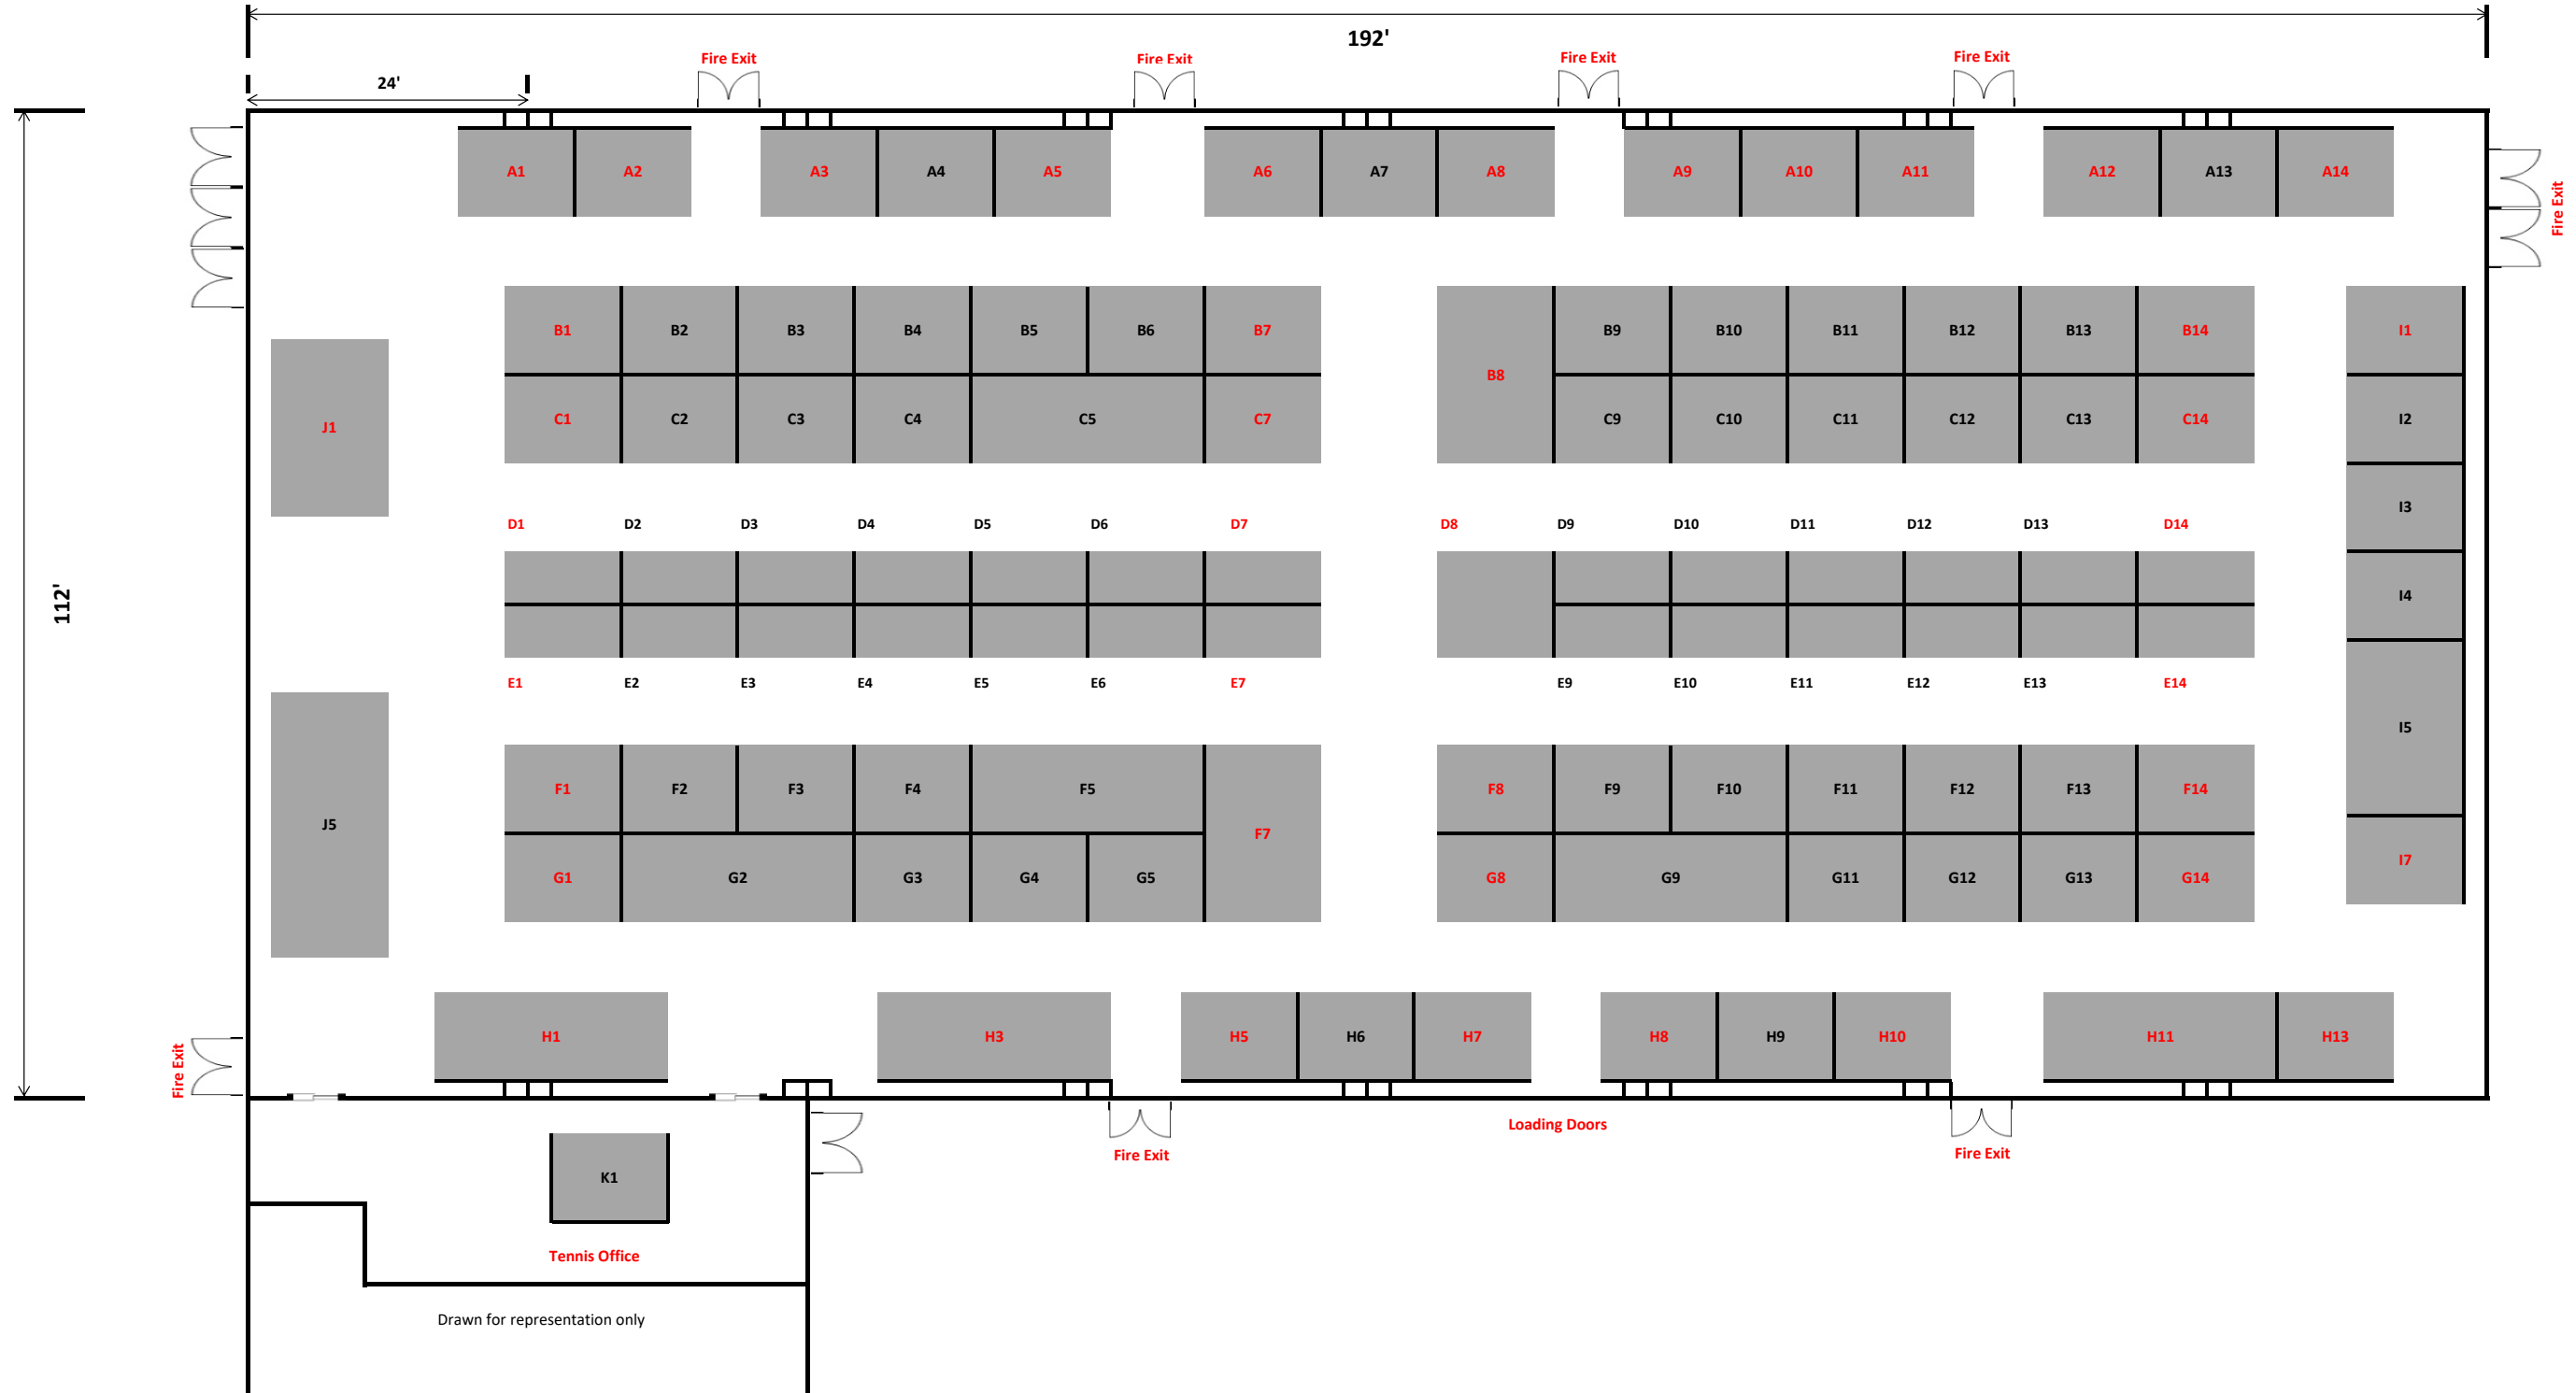 192'
Fire Exit Fire Exit Fire Exit Fire Exit
24'
A1 A2 A3 A4 A5 A6 A7 A8 A9 A10 A11 A12 A13 A14
Fire Exit
B1 B2 B3 B4 B5 B6 B7 B8 B9 B10 B11 B12 B13 B14 I1
J1 C1 C2 C3 C4 C5 C7 C9 C10 C11 C12 C13 C14 I2
I3
D1 D2 D3 D4 D5 D6 D7 D8 D9 D10 D11 D12 D13 D14
112'
I4
E1 E2 E3 E4 E5 E6 E7 E9 E10 E11 E12 E13 E14
I5
F1 F2 F3 F4 F5 F7 F8 F9 F10 F11 F12 F13 F14
J5
I7
G1 G2 G3 G4 G5 G8 G9 G11 G12 G13 G14
H1 H3 H5 H6 H7 H8 H9 H10 H11 H13
Fire Exit
Loading Doors
Fire Exit Fire Exit
K1
Tennis Office
Drawn for representation only